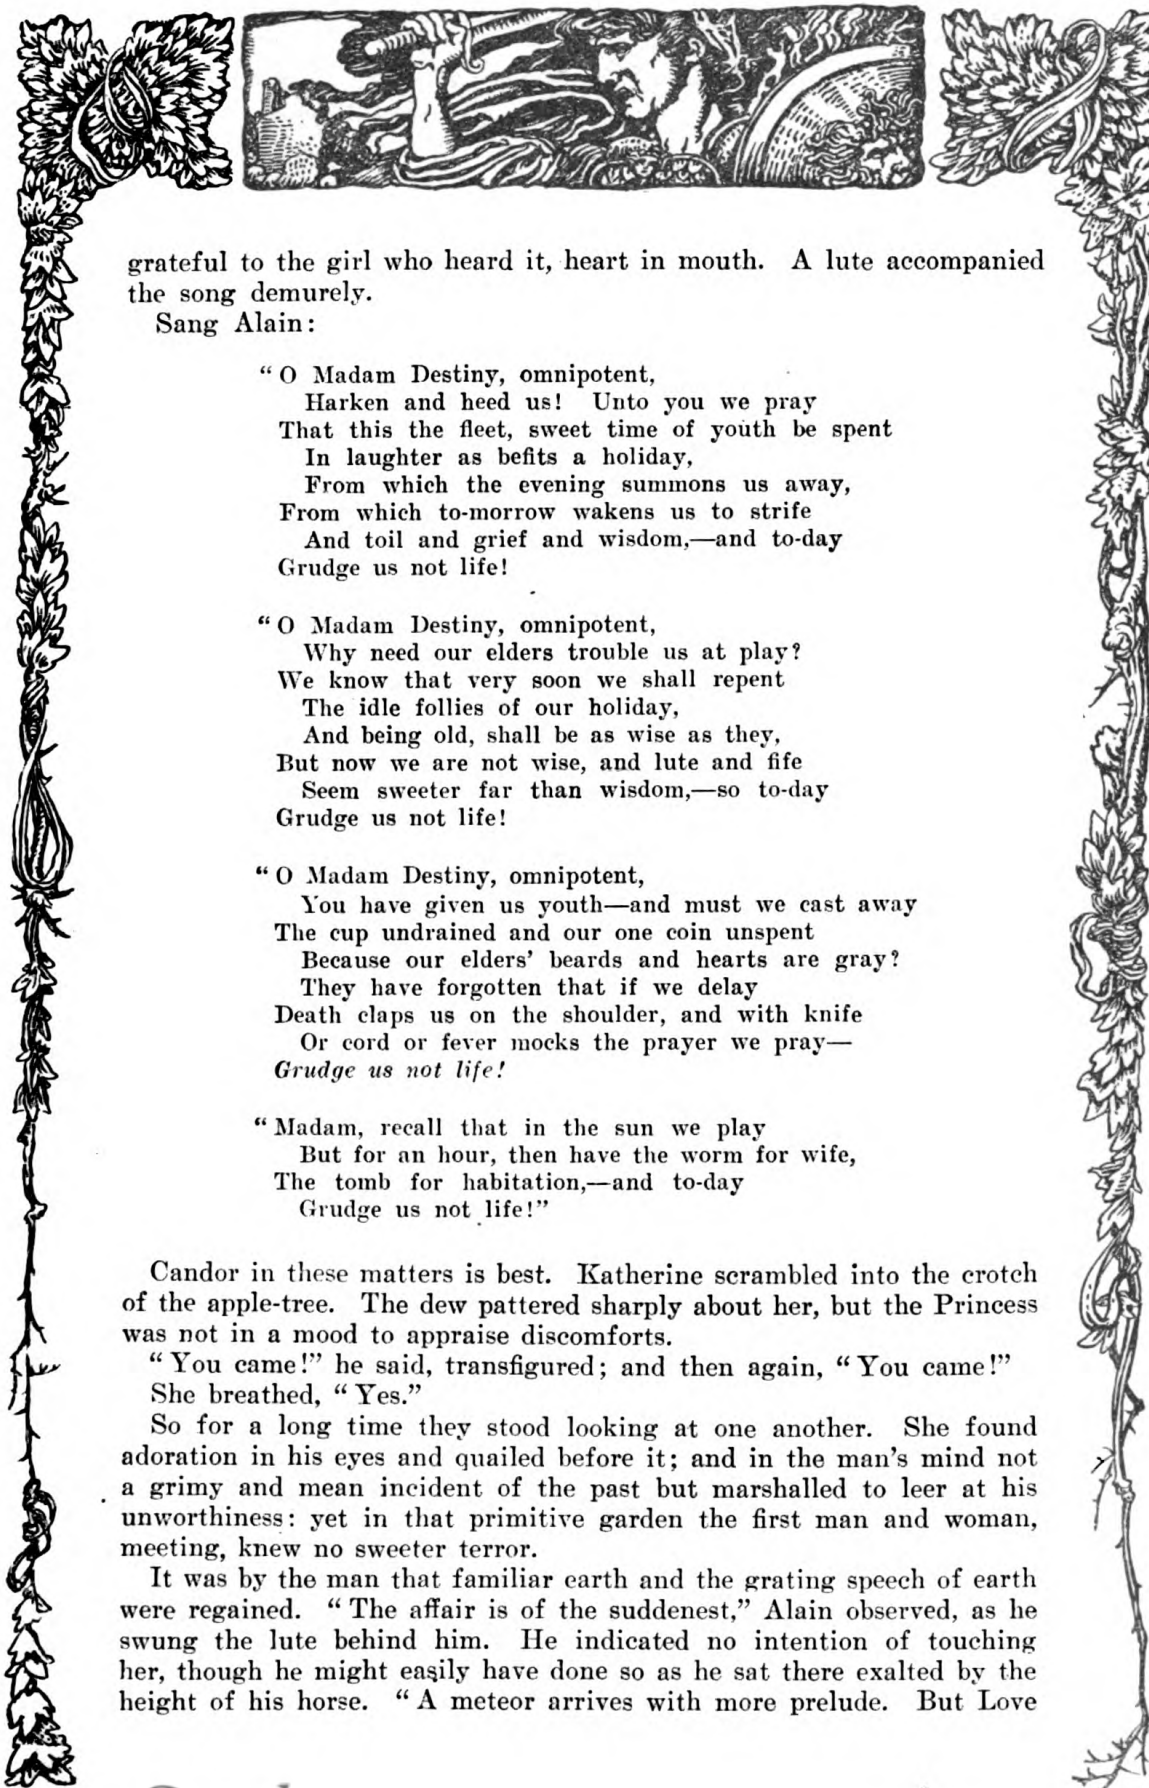 grateful to the girl who heard it, heart in mouth. A lute accompanied
the song demurely.
Sang Alain:
“O Madam Destiny, omnipotent,
Harken and heed us! Unto you we pray
That this the fleet, sweet time of youth be spent
In laughter as befits a holiday,
From which the evening summons us away,
From which to-morrow wakens us to strife
And toil and grief and wisdom,—and to-day
Grudge us not life!
“O Madam Destiny, omnipotent,
Why need our elders trouble us at play?
We know that very soon we shall repent
The idle follies of our holiday,
And being old, shall be as wise as they,
But now we are not wise, and lute and fife
Seem sweeter far than wisdom,—so to-day
Grudge us not life!
“O Madam Destiny, omnipotent,
You have given us youth—and must we cast away
The cup undrained and our one coin unspent
Because our elders’ beards and hearts are gray?
They have forgotten that if we delay
Death claps us on the shoulder, and with knife
Or cord or fever mocks the prayer we pray—
Grudge us not life!
“Madam, recall that in the sun we play
But for an hour, then have the worm for wife,
The tomb for habitation,—and to-day
Grudge us not life!”
Candor in these matters is best. Katherine scrambled into the crotch
of the apple-tree. The dew pattered sharply about her, but the Princess
was not in a mood to appraise discomforts.
“You came!” he said, transfigured; and then again, “You came!”
She breathed, “Yes.”
So for a long time they stood looking at one another. She found
adoration in his eyes and quailed before it; and in the man’s mind not
a grimy and mean incident of the past but marshalled to leer at his
unworthiness: yet in that primitive garden the first man and woman,
meeting, knew no sweeter terror.
It was by the man that familiar earth and the grating speech of earth
were regained. “The affair is of the suddenest,” Alain observed, as he
swung the lute behind him. He indicated no intention of touching
her, though he might easily have done so as he sat there exalted by the
height of his horse. “A meteor arrives with more prelude. But Love